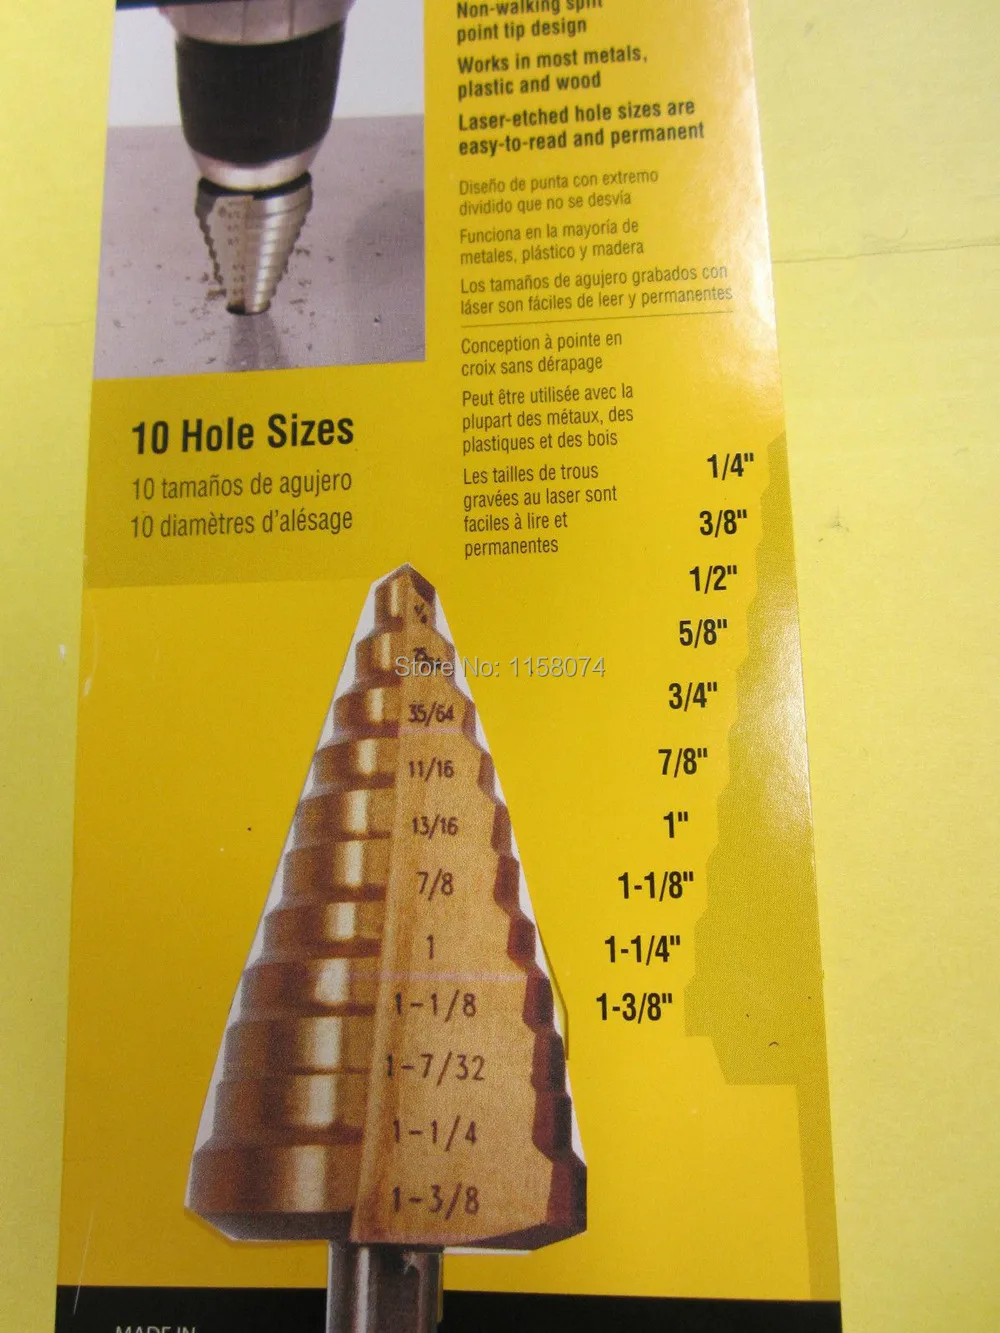 Non-walking split
point tip design
Works in most metals,
plastic and wood
Laser-etched hole sizes are
easy-to-read and permanent
Diseño de punta con extremo
dividido que no se desvía
Funciona en la mayoría de
metales, plástico y madera
Los tamaños de agujero grabados con
láser son fáciles de leer y permanentes
Conception à pointe en
croix sans dérapage
Peut être utilisée avec la
plupart des métaux, des
plastiques et des bois
Les tailles de trous
gravées au laser sont
faciles à lire et
permanentes
10 Hole Sizes
10 tamaños de agujero
10 diamètres d'alésage
1/4"
3/8"
1/2"
5/8"
3/4"
7/8"
1"
1-1/8"
1-1/4"
1-3/8"
1/4
Store No: 1158074
35/64
11/16
13/16
7/8
1
1-1/8
1-7/32
1-1/4
1-3/8
MADE IN